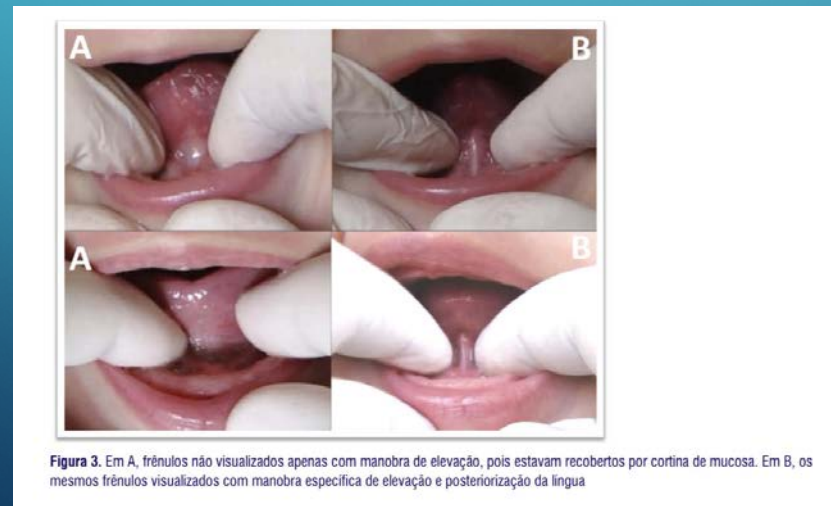 A
B
A
B
Figura 3. Em A, frênulos não visualizados apenas com manobra de elevação, pois estavam recobertos por cortina de mucosa. Em B, os
mesmos frênulos visualizados com manobra específica de elevação e posteriorização da língua